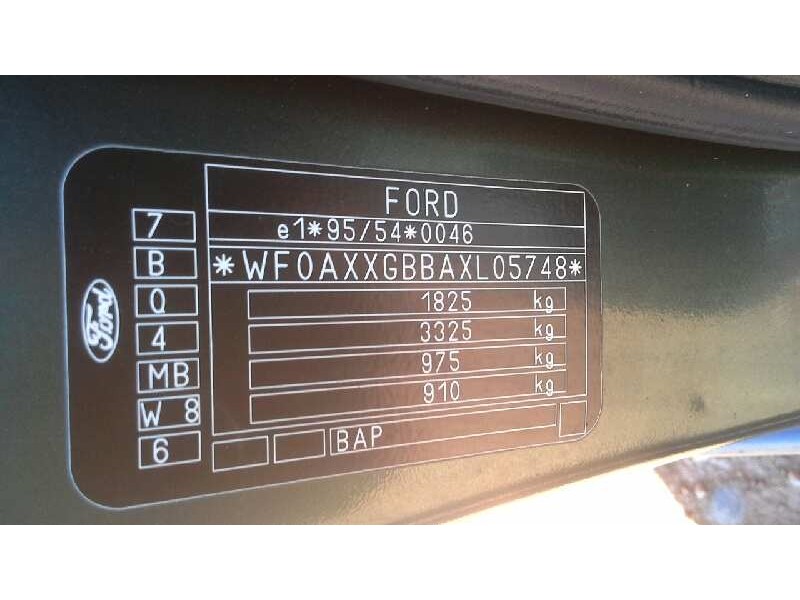 FORD
e1*95/54*0046
*WF0AXXGBBAXL05748*
1825 kg
3325 kg
975 kg
910 kg
BAP
7
B
Q
4
MB
W 8
6
Ford